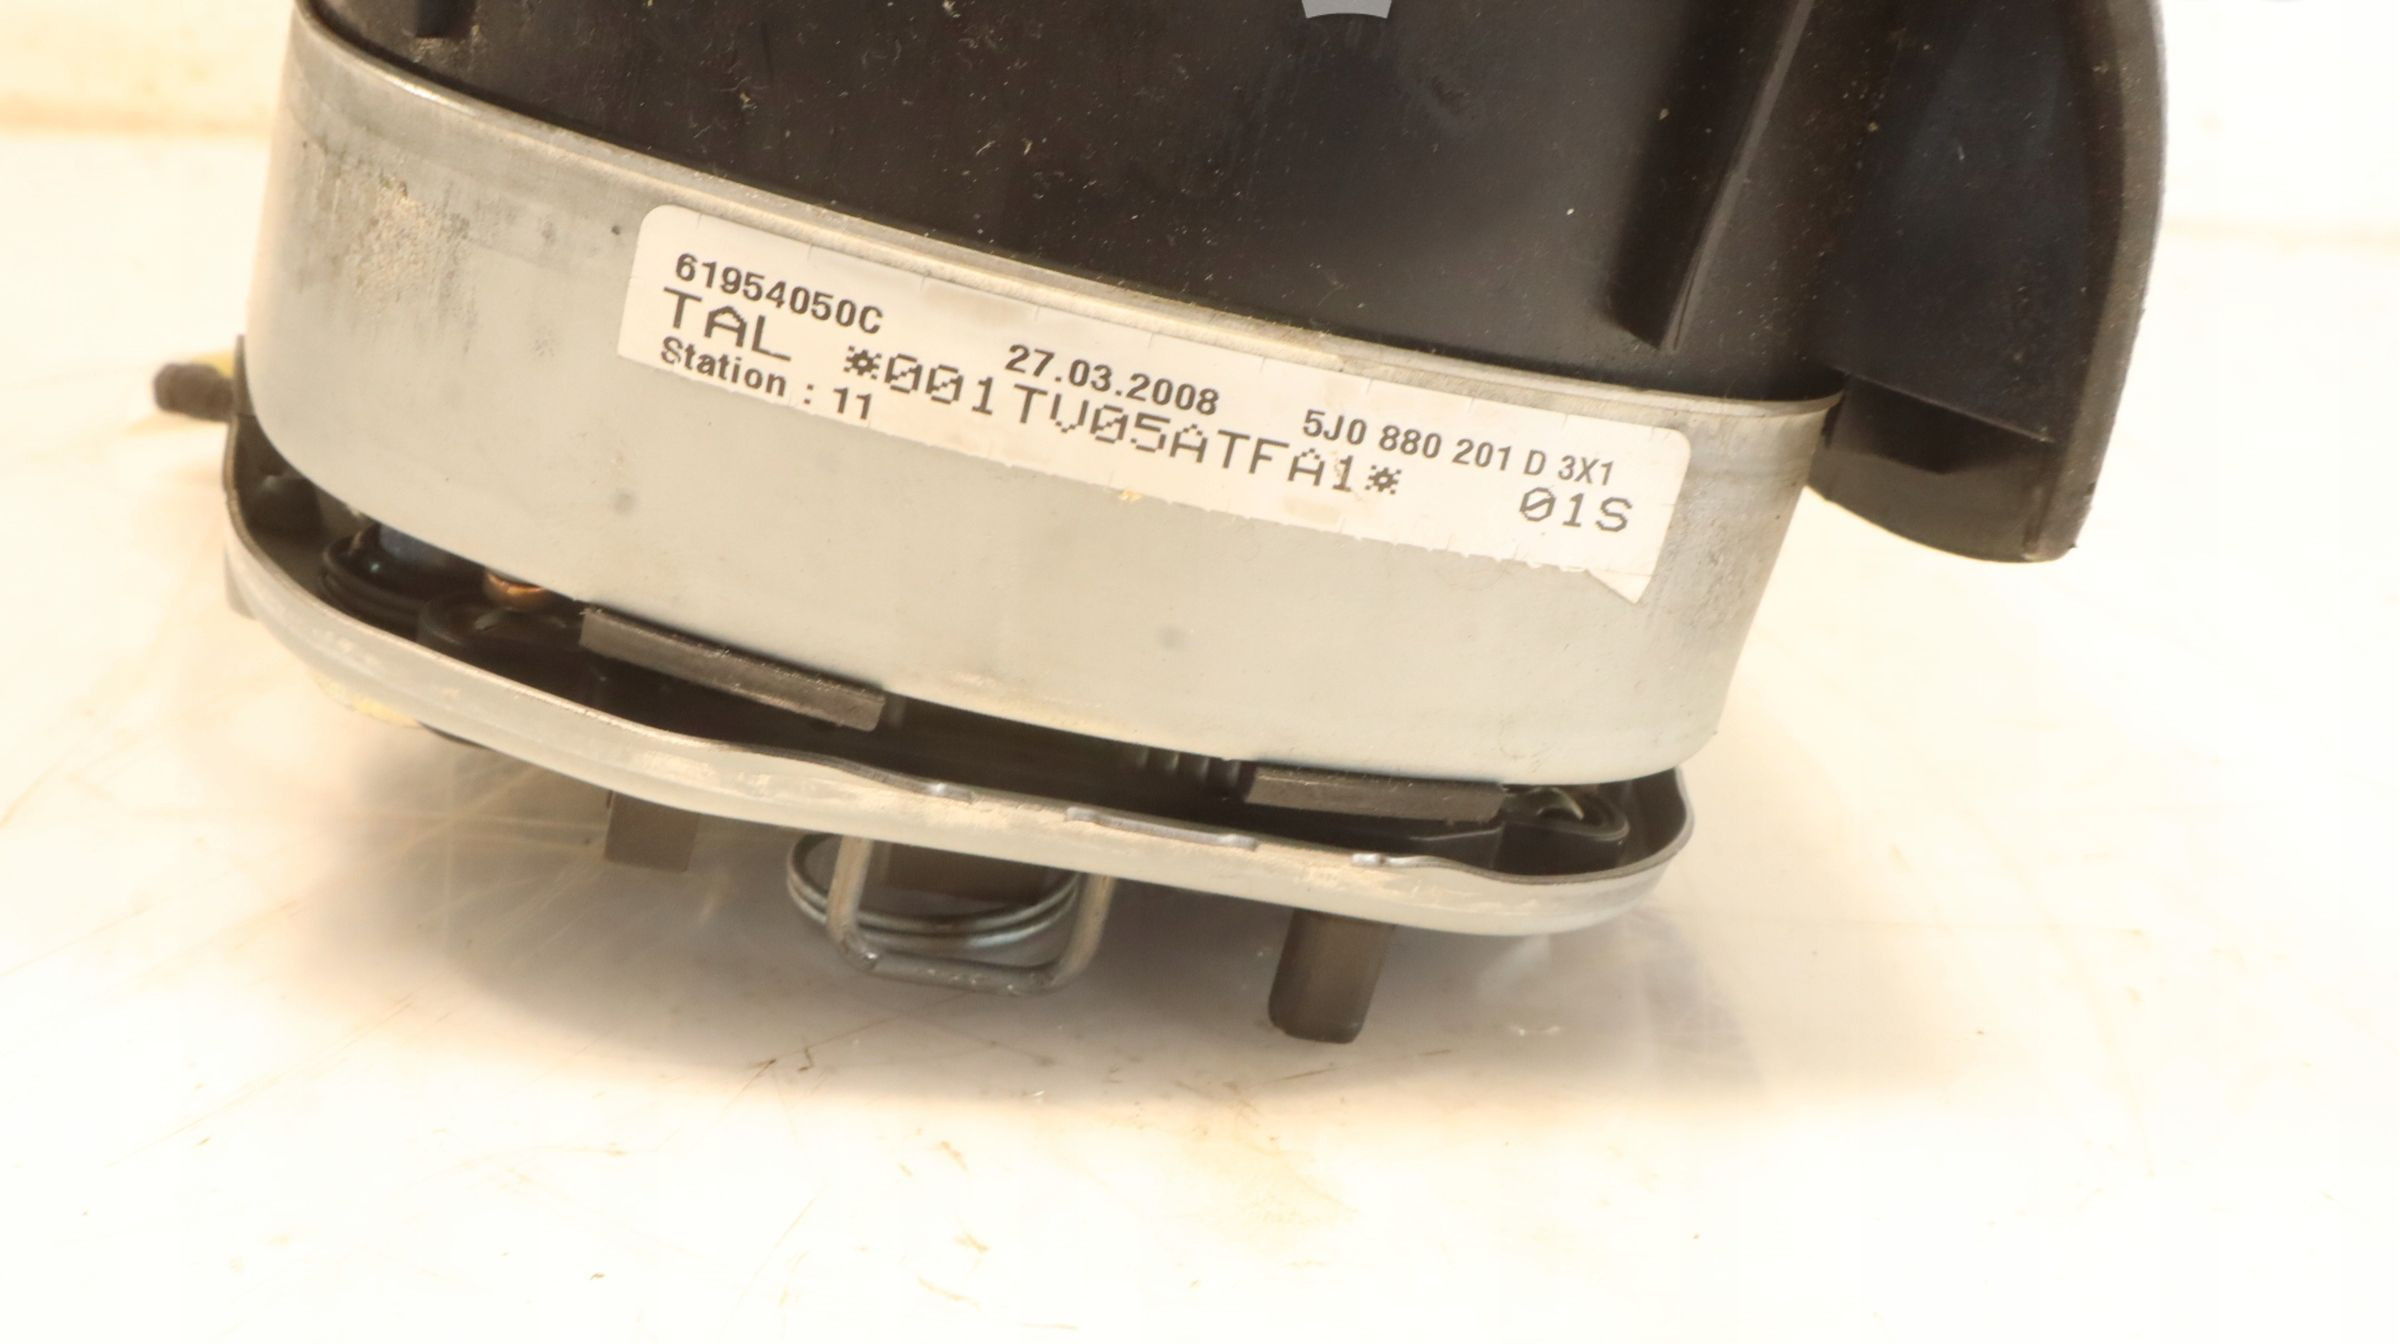 61954050C 27.03.2008 5J0 880 201 D 3X1
TAL *001TV05ATFA1* 01S
Station : 11